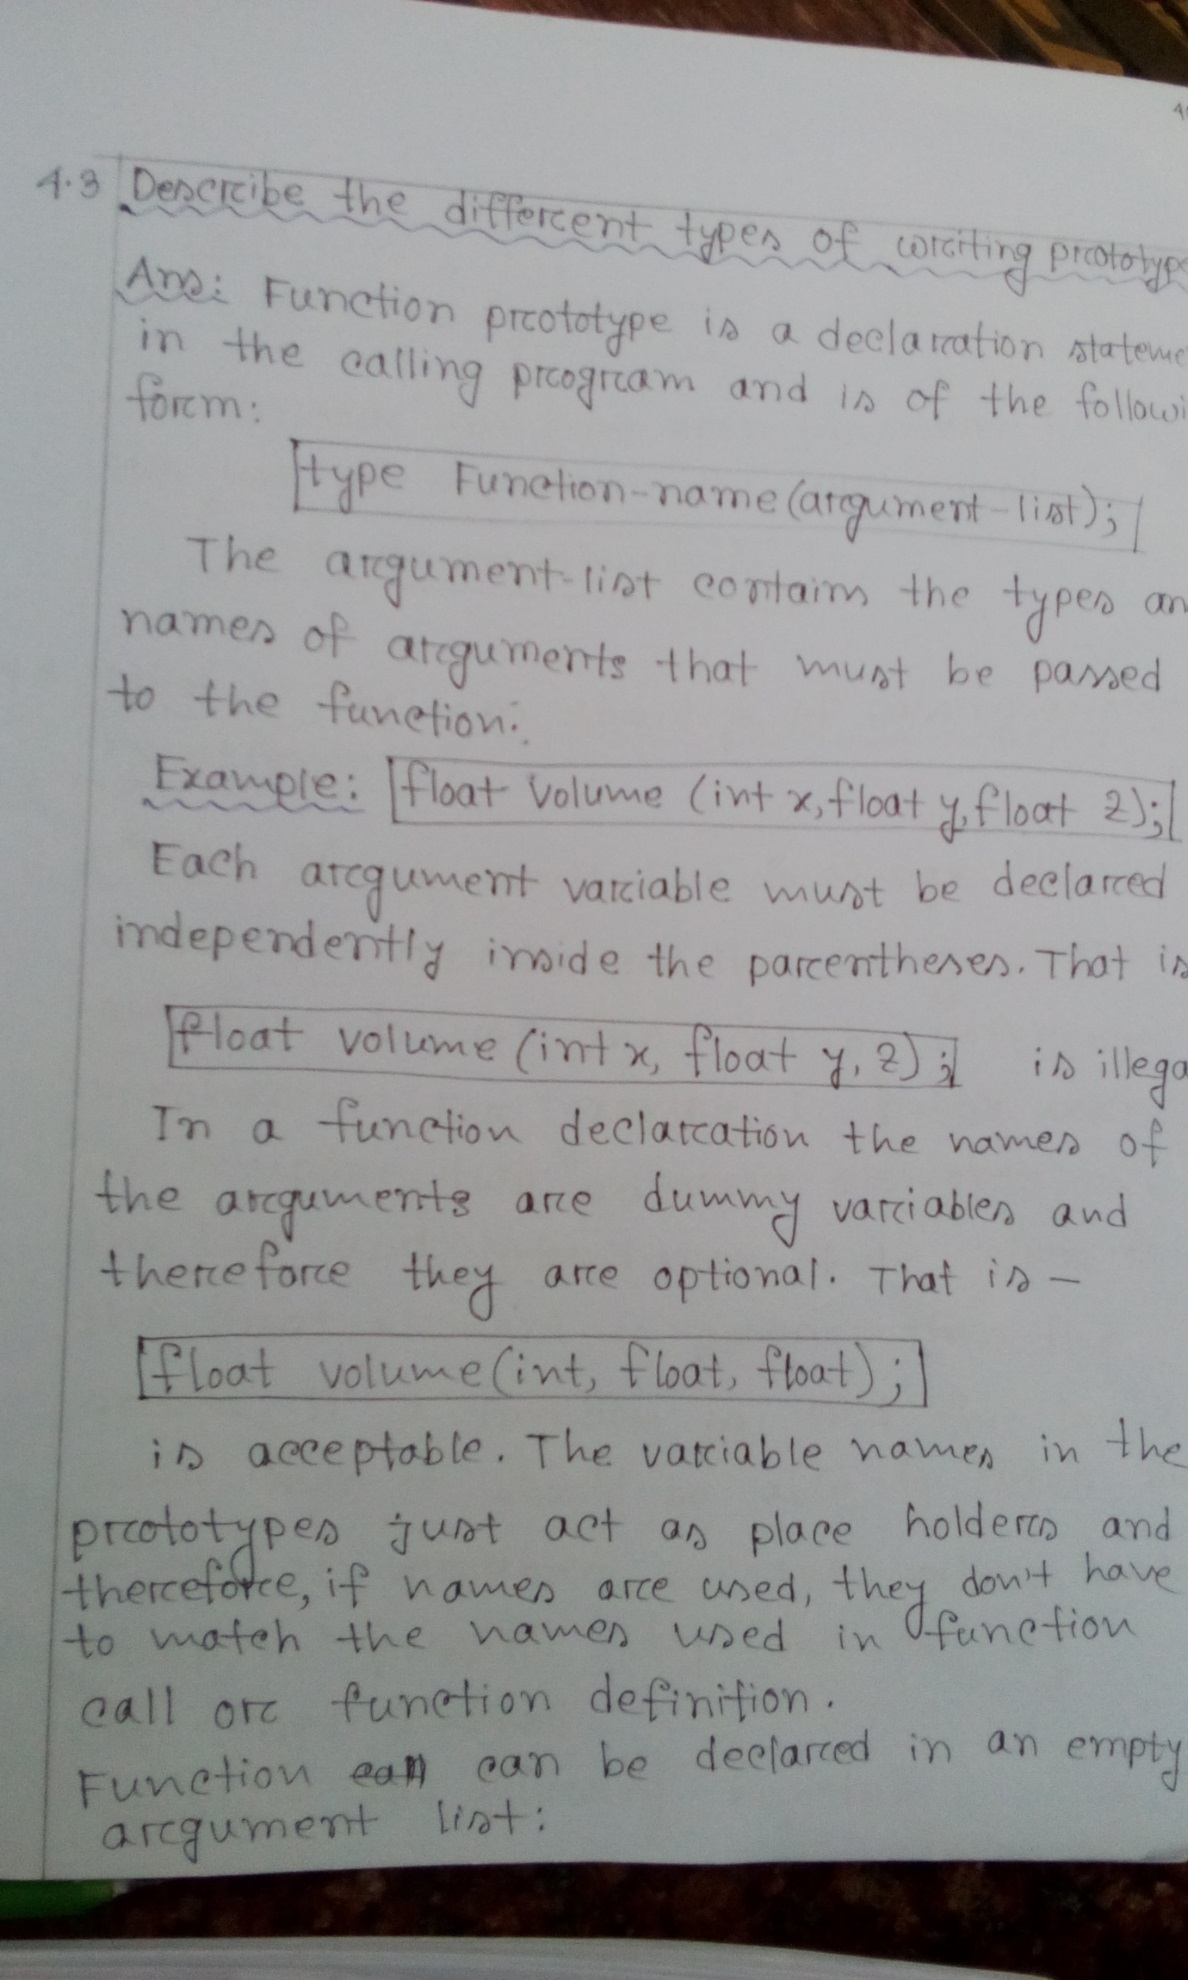 4.3 Describe the different types of writing prototype
Ans: Function prototype is a declaration stateme
in the calling program and is of the followi
form:
type Function-name(argument-list);
The argument-list contains the types an
names of arguments that must be passed
to the function.
Example: float volume (int x, float y, float z);
Each argument variable must be declared
independently inside the parentheses. That is
float volume (int x, float y, z); is illega
In a function declaration the names of
the arguments are dummy variables and
therefore they are optional. That is —
float volume(int, float, float);
is acceptable. The variable names in the
prototypes just act as place holders and
therefore, if names are used, they don't have
to match the names used in function
call or function definition.
Function can can be declared in an empty
argument list: